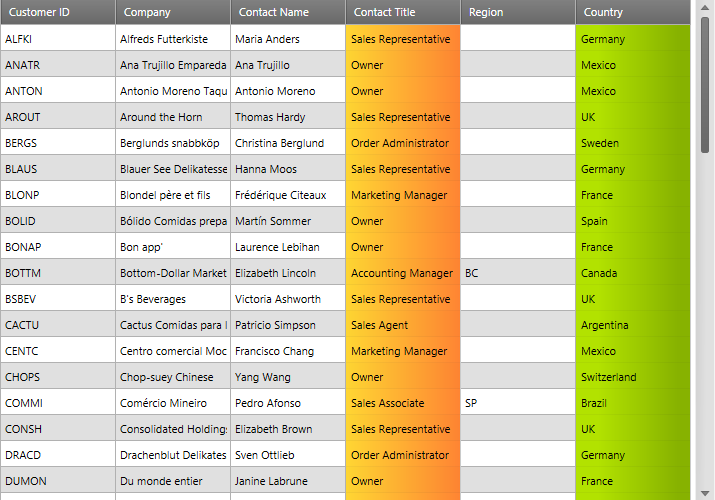 Customer ID Company Contact Name Contact Title Region Country
ALFKI Alfreds Futterkiste Maria Anders Sales Representative Germany
ANATR Ana Trujillo Empareda Ana Trujillo Owner Mexico
ANTON Antonio Moreno Taqu Antonio Moreno Owner Mexico
AROUT Around the Horn Thomas Hardy Sales Representative UK
BERGS Berglunds snabbköp Christina Berglund Order Administrator Sweden
BLAUS Blauer See Delikatesse Hanna Moos Sales Representative Germany
BLONP Blondel père et fils Frédérique Citeaux Marketing Manager France
BOLID Bólido Comidas prepa Martín Sommer Owner Spain
BONAP Bon app' Laurence Lebihan Owner France
BOTTM Bottom-Dollar Market Elizabeth Lincoln Accounting Manager BC Canada
BSBEV B's Beverages Victoria Ashworth Sales Representative UK
CACTU Cactus Comidas para Patricio Simpson Sales Agent Argentina
CENTC Centro comercial Moc Francisco Chang Marketing Manager Mexico
CHOPS Chop-suey Chinese Yang Wang Owner Switzerland
COMMI Comércio Mineiro Pedro Afonso Sales Associate SP Brazil
CONSH Consolidated Holding Elizabeth Brown Sales Representative UK
DRACD Drachenblut Delikates Sven Ottlieb Order Administrator Germany
DUMON Du monde entier Janine Labrune Owner France